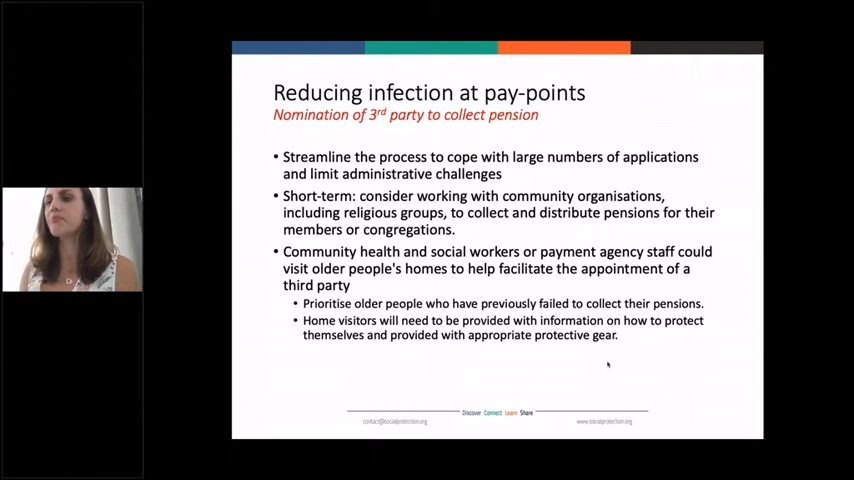 Reducing infection at pay-points
Nomination of 3rd party to collect pension
• Streamline the process to cope with large numbers of applications
and limit administrative challenges
• Short-term: consider working with community organisations,
including religious groups, to collect and distribute pensions for their
members or congregations.
• Community health and social workers or payment agency staff could
visit older people's homes to help facilitate the appointment of a
third party
• Prioritise older people who have previously failed to collect their pensions.
• Home visitors will need to be provided with information on how to protect
themselves and provided with appropriate protective gear.
Discover Connect Learn Share
contact@socialprotection.org
www.socialprotection.org